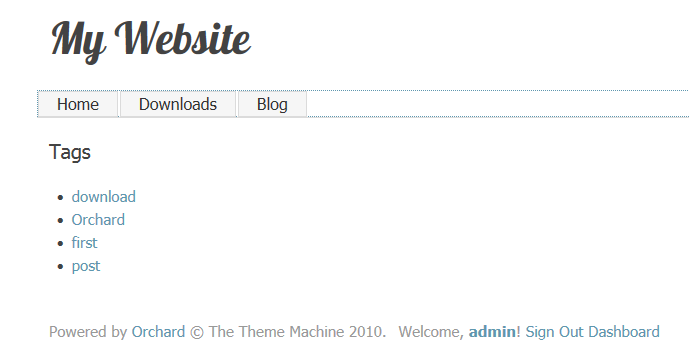 My Website
Home Downloads Blog
Tags
download
Orchard
first
post
Powered by Orchard © The Theme Machine 2010. Welcome, admin! Sign Out Dashboard